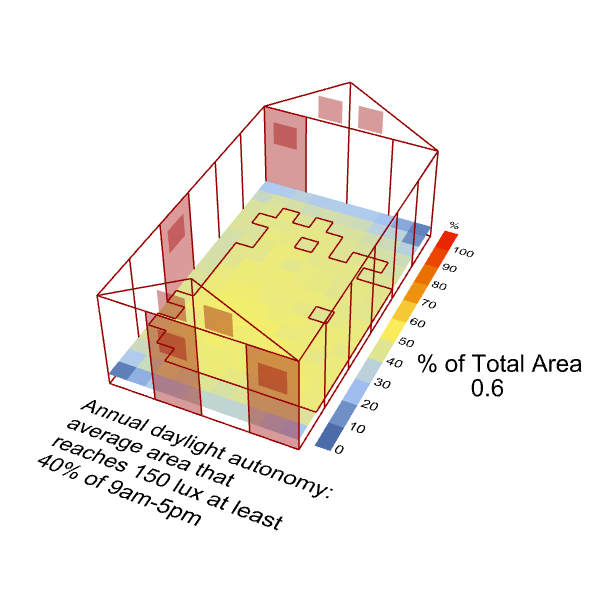 %
100
90
80
70
60
50
40
30
20
10
0
% of Total Area
0.6
Annual daylight autonomy:
average area that
reaches 150 lux at least
40% of 9am-5pm